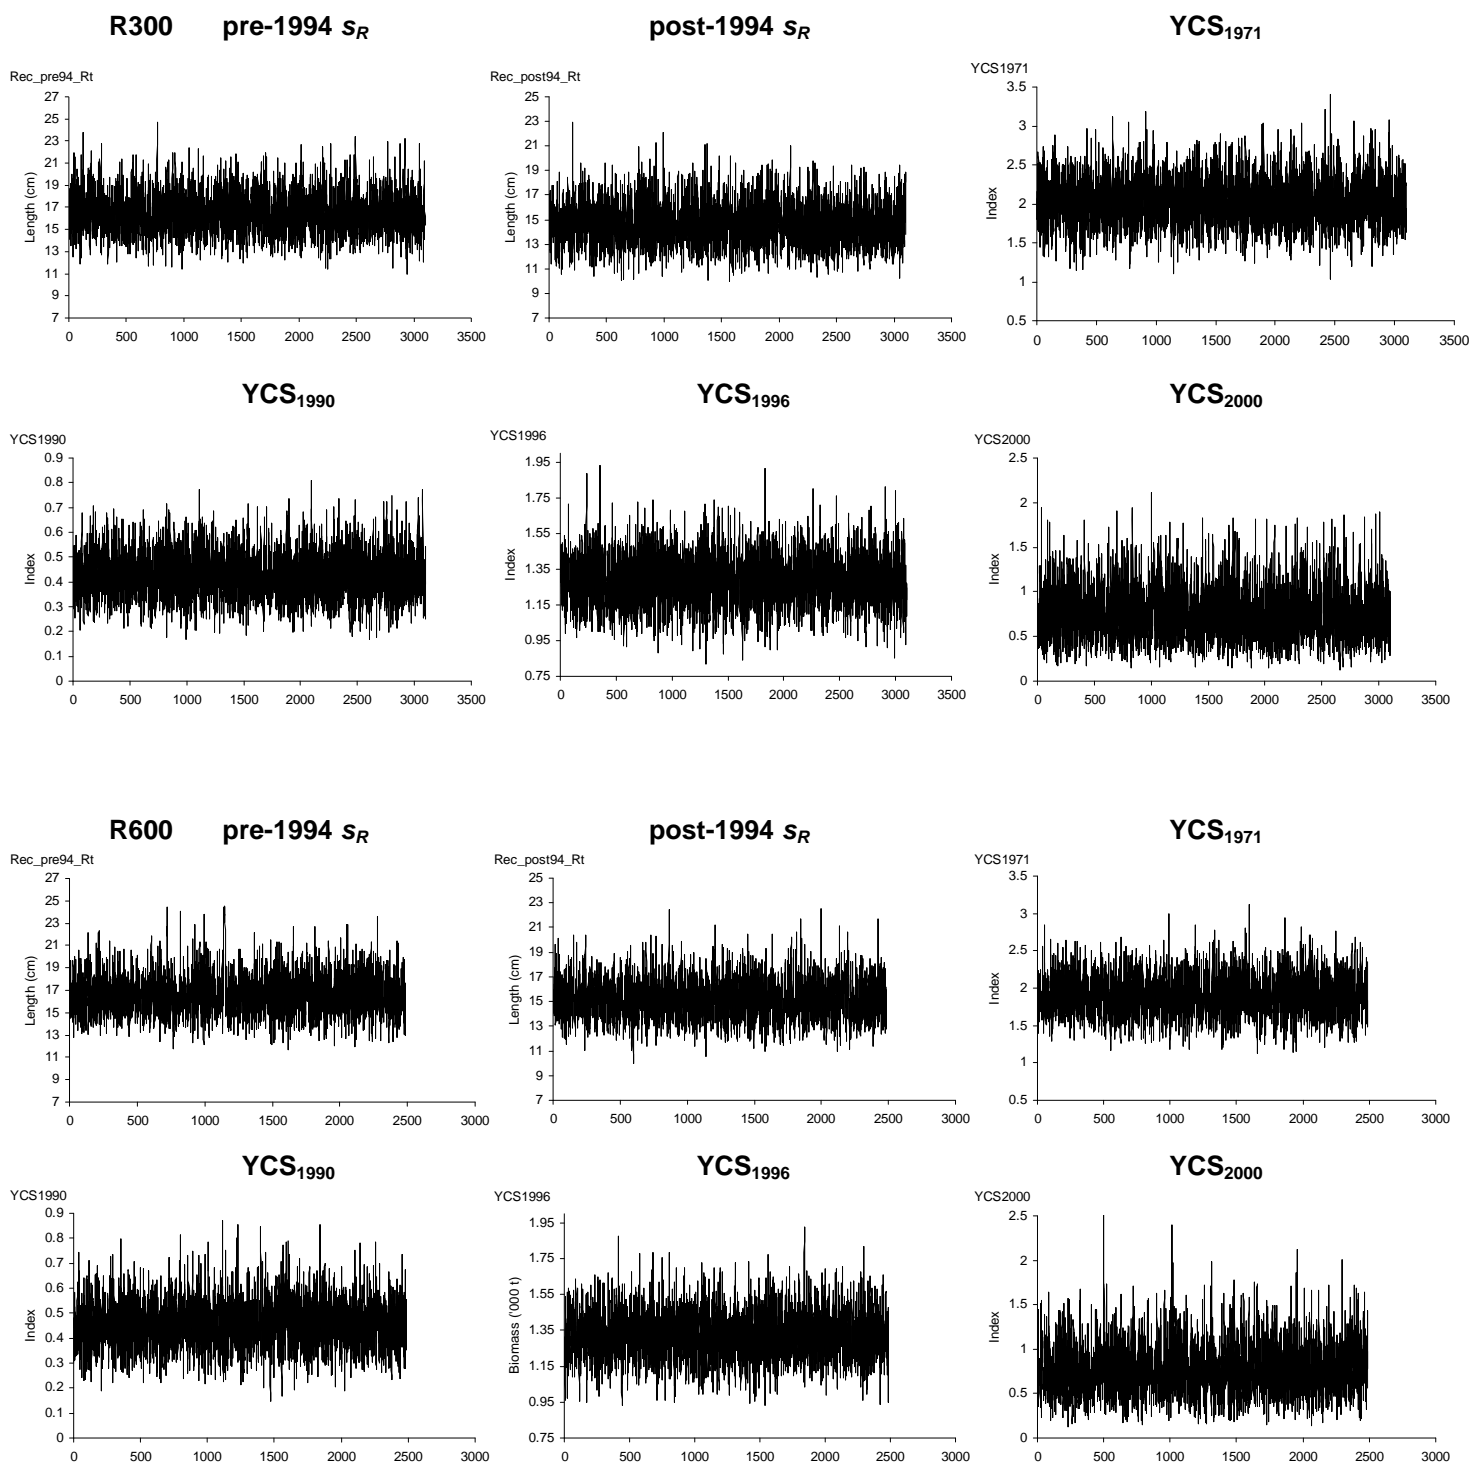 R300 pre-1994 sR post-1994 sR YCS1971
Rec_pre94_Rt
27
25
23
21
19
17
15
13
11
9
7
Length (cm)
0 500 1000 1500 2000 2500 3000 3500
Rec_post94_Rt
25
23
21
19
17
15
13
11
9
7
Length (cm)
0 500 1000 1500 2000 2500 3000 3500
YCS1971
3.5
3
2.5
2
1.5
1
0.5
Index
0 500 1000 1500 2000 2500 3000 3500
YCS1990 YCS1996 YCS2000
YCS1990
0.9
0.8
0.7
0.6
0.5
0.4
0.3
0.2
0.1
0
Index
0 500 1000 1500 2000 2500 3000 3500
YCS1996
1.95
1.75
1.55
1.35
1.15
0.95
0.75
Index
0 500 1000 1500 2000 2500 3000 3500
YCS2000
2.5
2
1.5
1
0.5
0
Index
0 500 1000 1500 2000 2500 3000 3500
R600 pre-1994 sR post-1994 sR YCS1971
Rec_pre94_Rt
27
25
23
21
19
17
15
13
11
9
7
Length (cm)
0 500 1000 1500 2000 2500 3000
Rec_post94_Rt
25
23
21
19
17
15
13
11
9
7
Length (cm)
0 500 1000 1500 2000 2500 3000
YCS1971
3.5
3
2.5
2
1.5
1
0.5
Index
0 500 1000 1500 2000 2500 3000
YCS1990 YCS1996 YCS2000
YCS1990
0.9
0.8
0.7
0.6
0.5
0.4
0.3
0.2
0.1
0
Index
0 500 1000 1500 2000 2500 3000
YCS1996
1.95
1.75
1.55
1.35
1.15
0.95
0.75
Biomass ('000 t)
0 500 1000 1500 2000 2500 3000
YCS2000
2.5
2
1.5
1
0.5
0
Index
0 500 1000 1500 2000 2500 3000